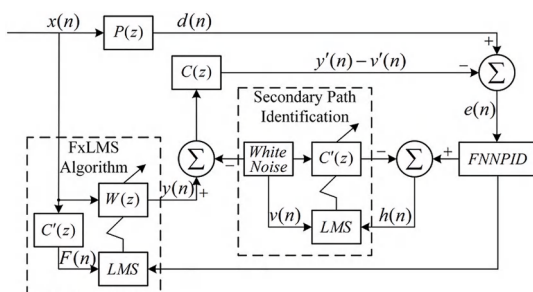 x(n)
P(z)
d(n)
+
C(z)
y′(n) − v′(n)
−
Σ
e(n)
Secondary Path
Identification
FxLMS
Algorithm
Σ
−
+
White
Noise
C′(z)
−
Σ
+
FNNPID
W(z)
y(n)
C′(z)
v(n)
LMS
h(n)
F(n)
LMS